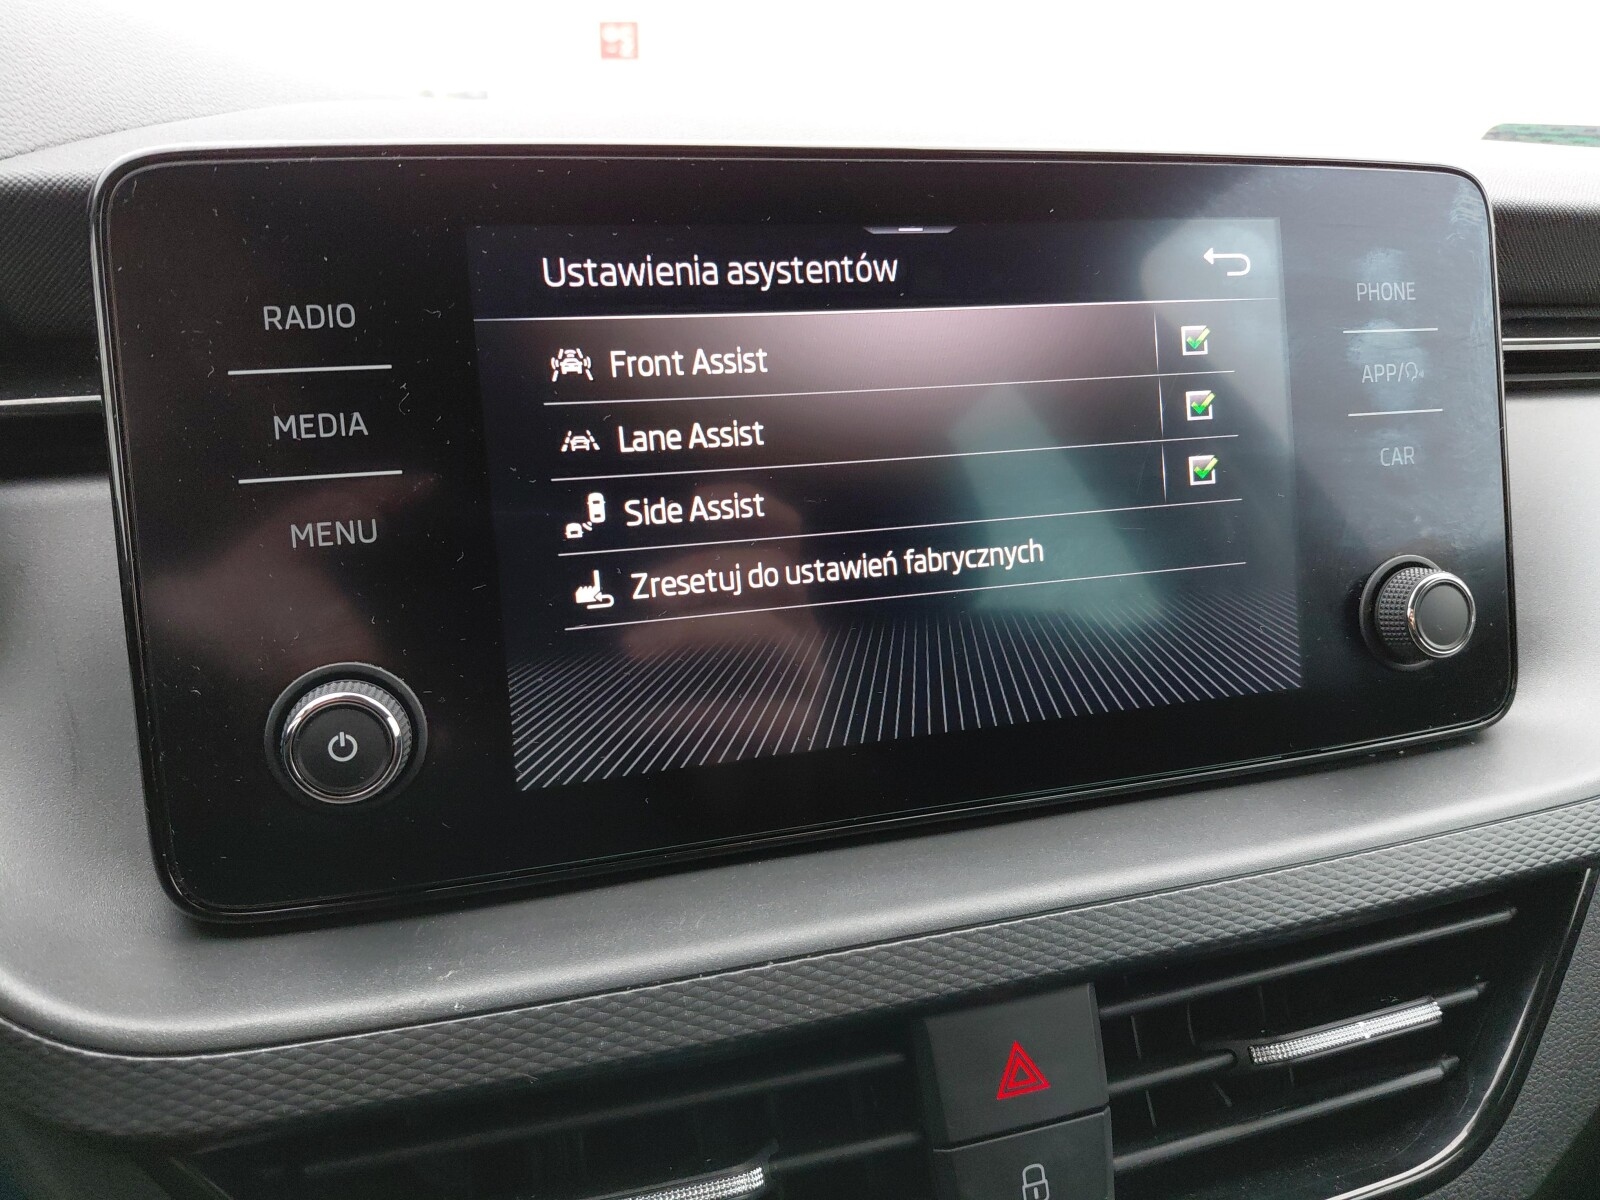 Ustawienia asystentów
Front Assist
Lane Assist
Side Assist
Zresetuj do ustawień fabrycznych
RADIO
MEDIA
MENU
PHONE
APP/
CAR